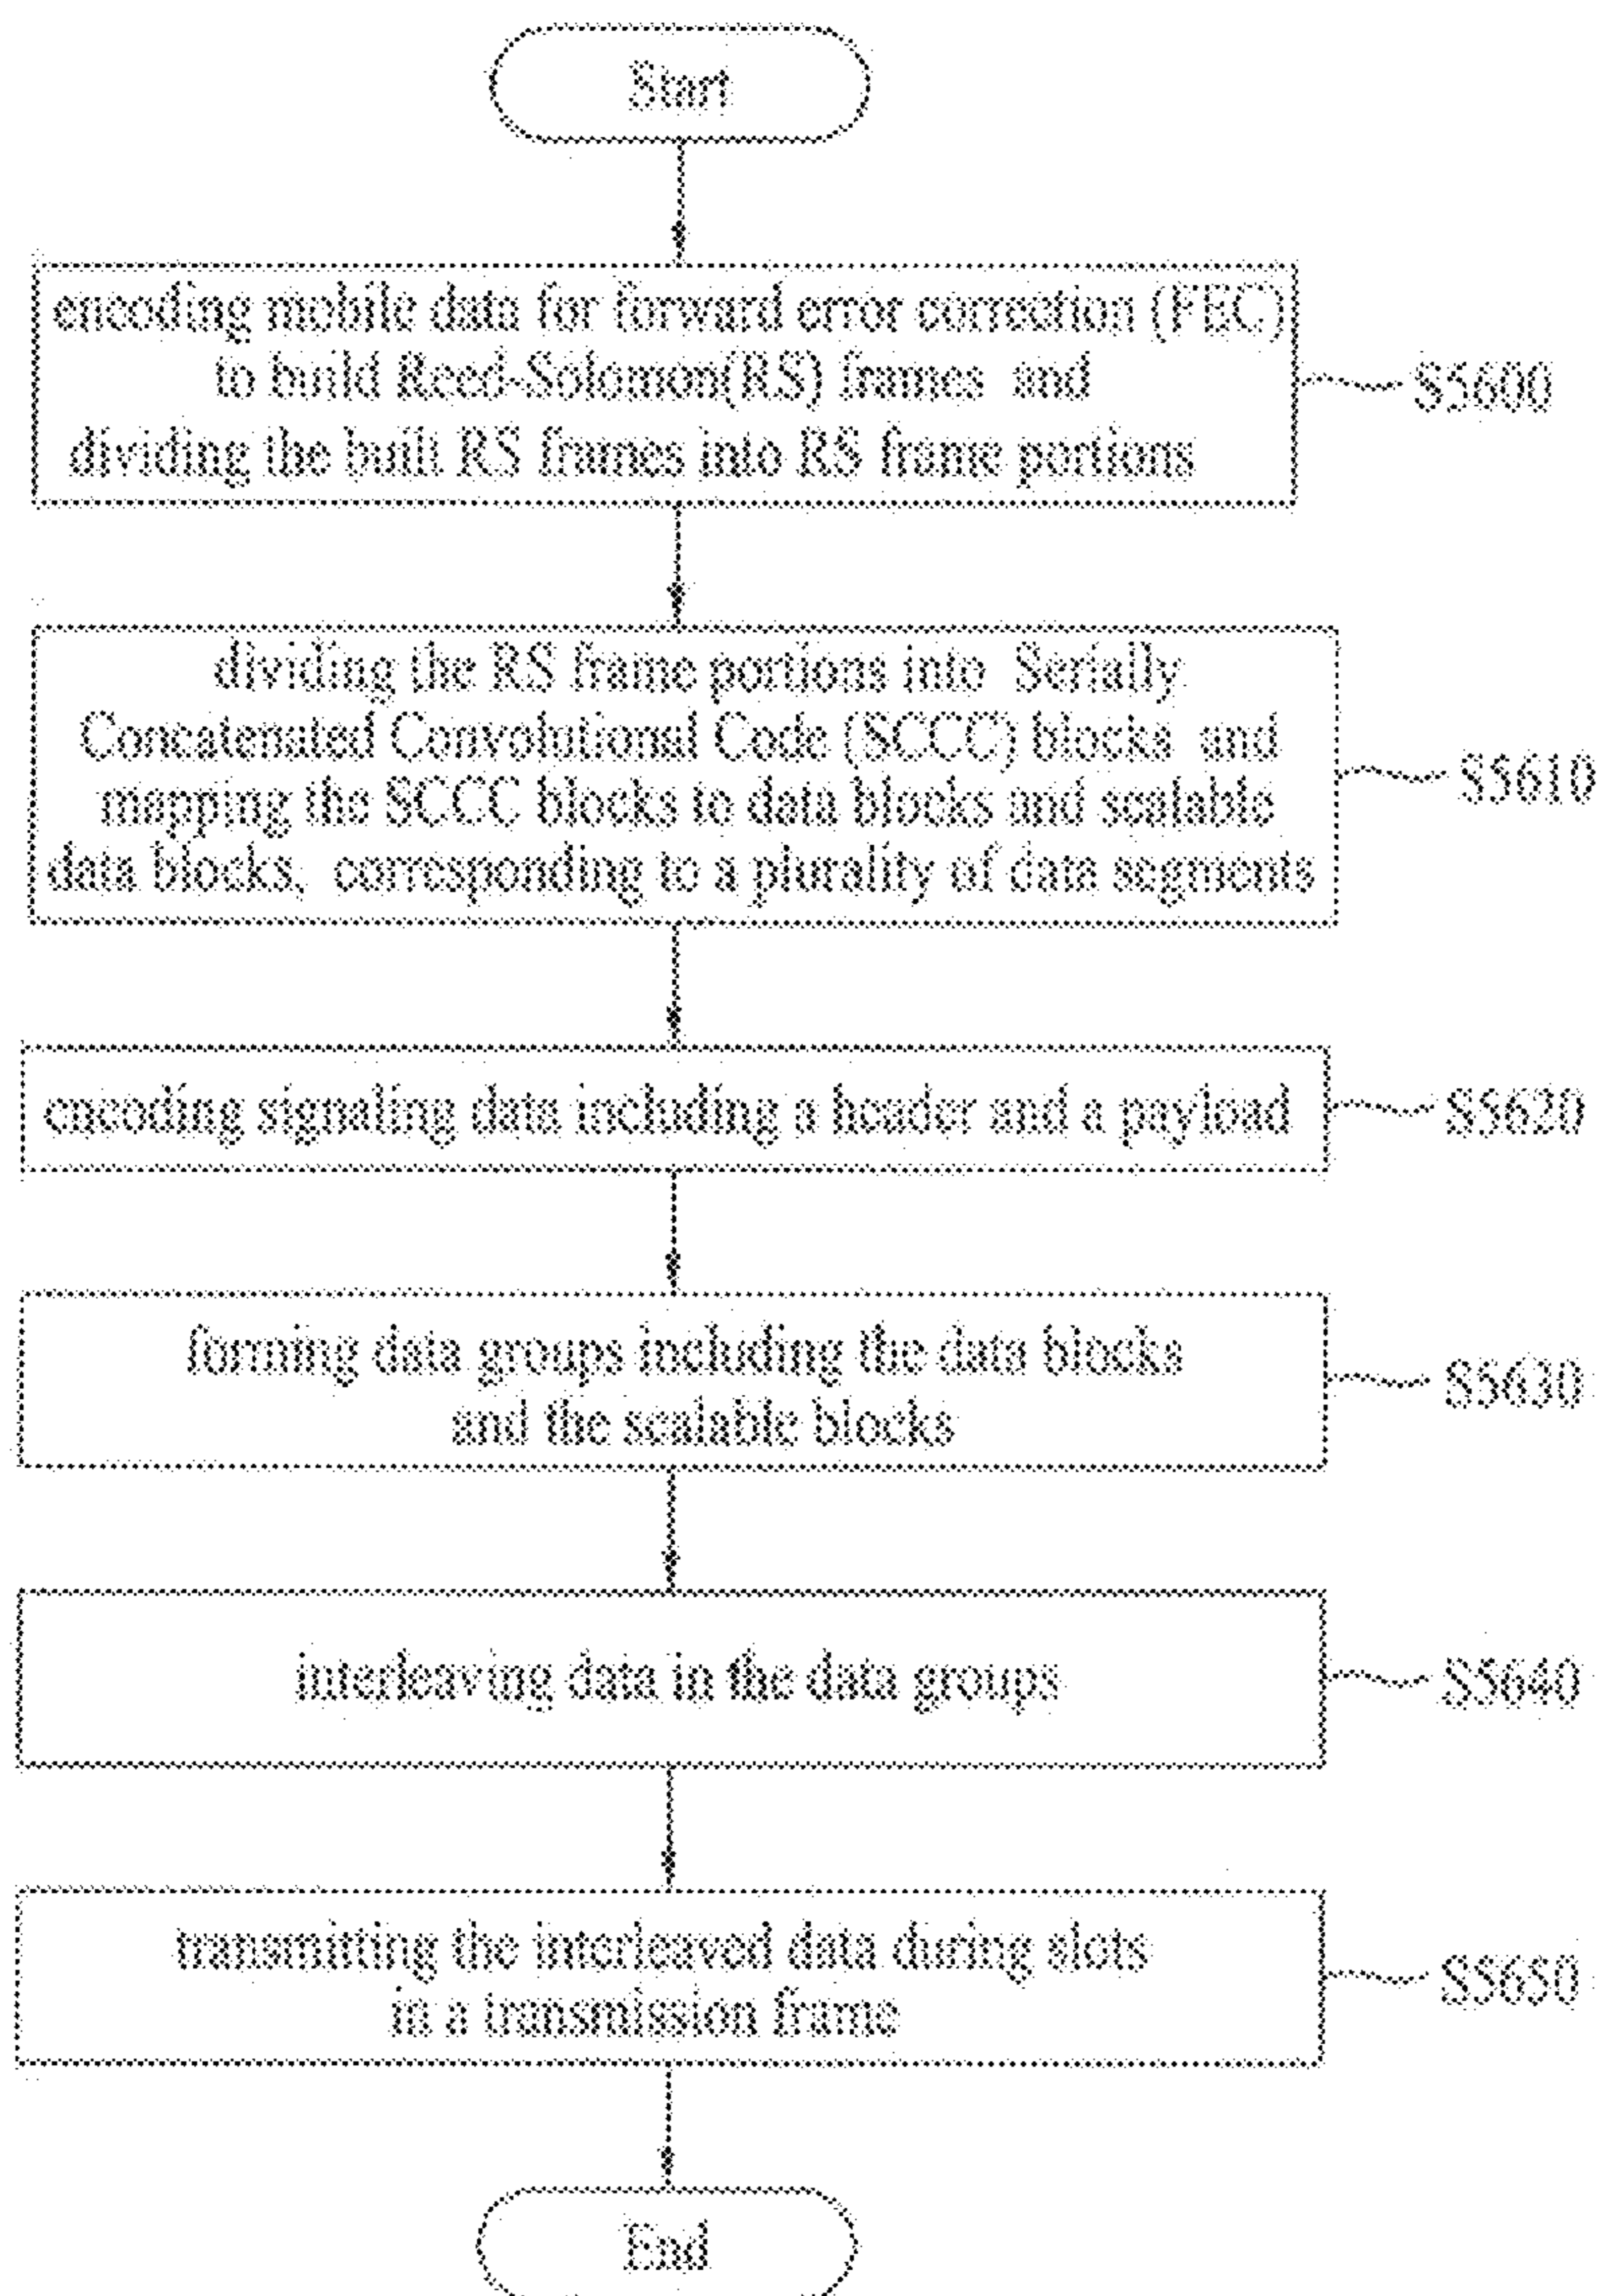 Start
encoding mobile data for forward error correction (FEC)
to build Reed-Solomon(RS) frames and
dividing the built RS frames into RS frame portions
S5600
dividing the RS frame portions into Serially
Concatenated Convolutional Code (SCCC) blocks and
mapping the SCCC blocks to data blocks and scalable
data blocks, corresponding to a plurality of data segments
S5610
encoding signaling data including a header and a payload
S5620
forming data groups including the data blocks
and the scalable blocks
S5630
interleaving data in the data groups
S5640
transmitting the interleaved data during slots
in a transmission frame
S5650
End